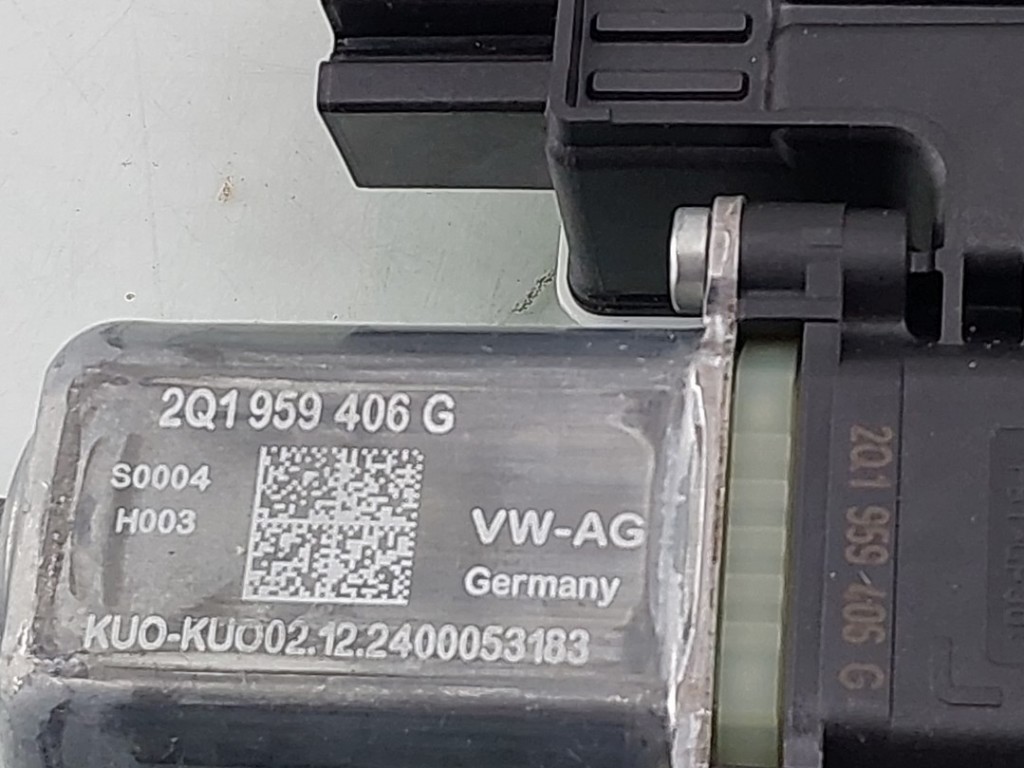 2Q1 959 406 G
S0004
H003
VW-AG
Germany
KUO-KUO02.12.2400053183
2Q1 959 406 G